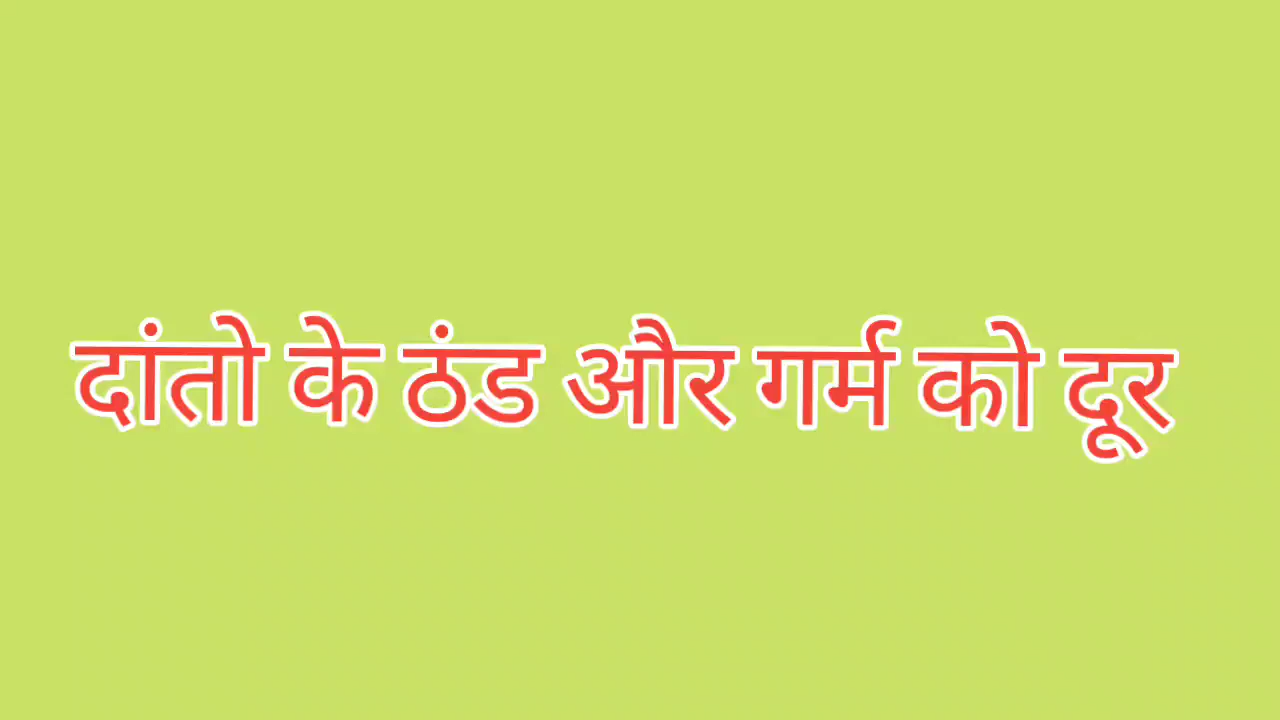 दांतो के ठंड और गर्म को दूर